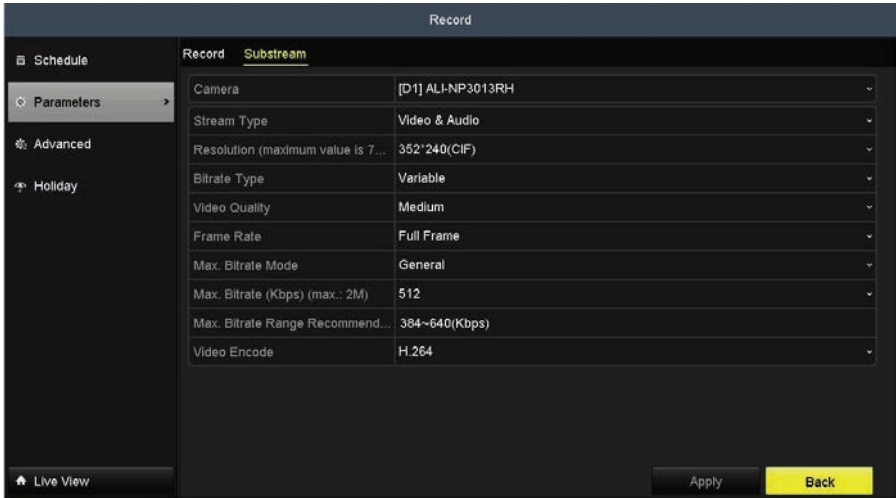 Record
Schedule
Parameters
Advanced
Holiday
Live View
Record Substream
Camera [D1] ALI-NP3013RH
Stream Type Video & Audio
Resolution (maximum value is 7... 352*240(CIF)
Bitrate Type Variable
Video Quality Medium
Frame Rate Full Frame
Max. Bitrate Mode General
Max. Bitrate (Kbps) (max.: 2M) 512
Max. Bitrate Range Recommend... 384~640(Kbps)
Video Encode H.264
Apply Back